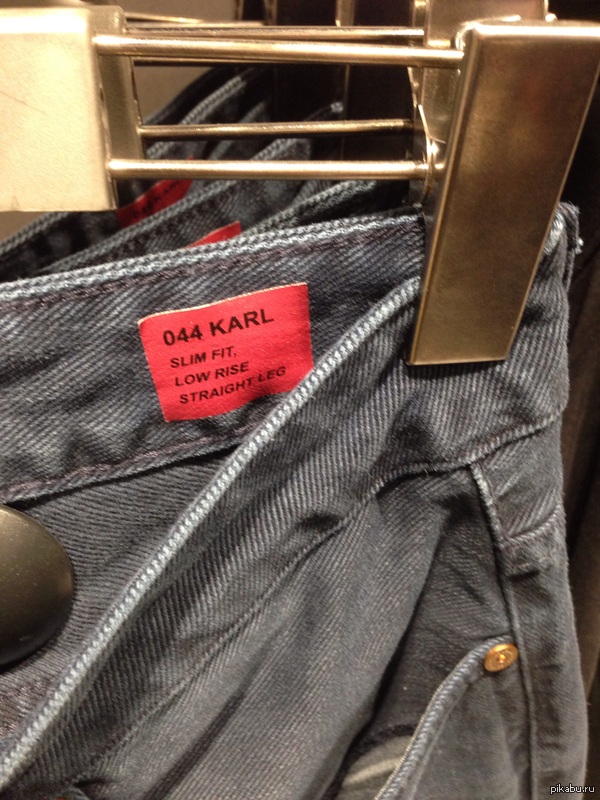 044 KARL
SLIM FIT,
LOW RISE
STRAIGHT LEG
pikabu.ru